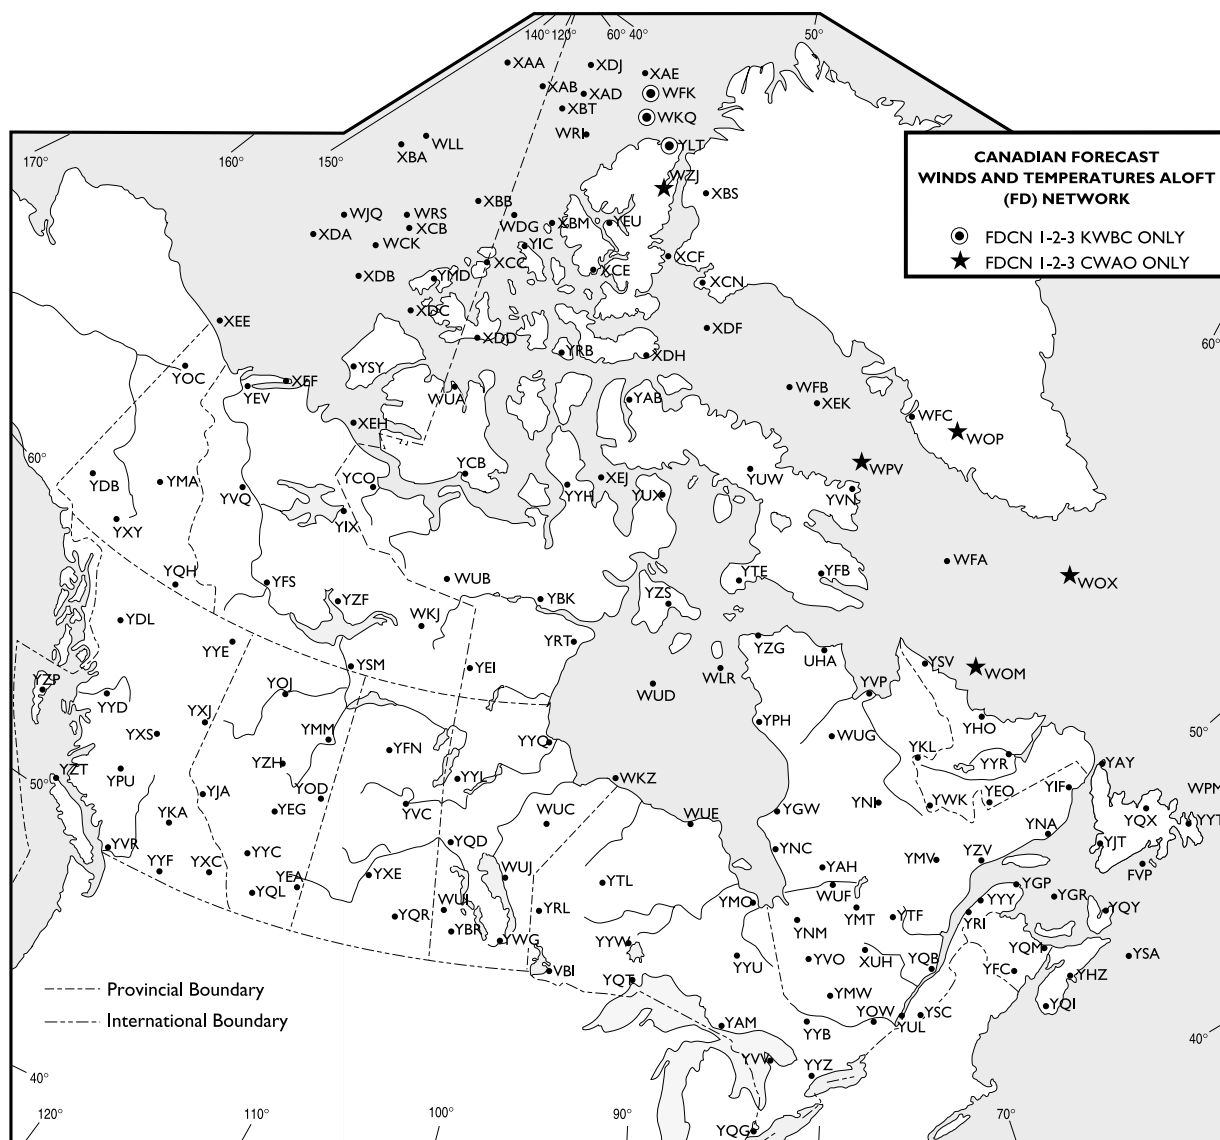 140° 120° 60° 40° 50°
XAA XDJ XAE
XAB XAD WFK
XBT WKQ
WRI YLT
WLL
XBA
170° 160° 150°
CANADIAN FORECAST
WINDS AND TEMPERATURES ALOFT
(FD) NETWORK
FDCN 1-2-3 KWBC ONLY
FDCN 1-2-3 CWAO ONLY
WZJ
XBS
XBB
WJQ WRS WDG XBM YEU
XDA XCB
WCK YIC
XCC XCE XCF
XDB YMD XCN
XDC
XEE XDF
XDD
YRB XDH 60°
YOC YSY
YEV XEF WUA YAB WFB
XEK
WFC
XEH WOP
60°
YDB YMA YVQ YCO YCB YYH XEJ YUX YUW WPV
YVN
YXY YIX
WFA
YQH YFS WUB YTE YFB WOX
YZF YBK YZS
YDL WKJ
YYE YRT YZG
UHA
YSM YEI WLR YSV WOM
YZP YYD YOJ WUD YVP
YXJ YPH YHO
YXS YMM YFN YYQ WUG 50°
YKL YYR
YZH YAY
50° YZT YPU YYL WKZ YIF WPM
YJA YOD YEO
YKA YEG YVC WUC WUE YGW YNI YWK YQX YYT
YNA
YVR YQD YNC YJT
YYF YXC YYC YAH YMV YZV FVP
YEA YXE WUJ
YQL YTL WUF YGP
YGR
YQR WUL YRL YMO YMT YTF YYY YQY
YBR YNM YRI
YWG YYW YQM
YYU YVO XUH YQB YSA
VBI YQT YFC YHZ
Provincial Boundary
YMW YQI
International Boundary
YAM YYB YOW YUL YSC 40°
YVV YYZ
40°
120° 110° 100° 90° 70°
YQG